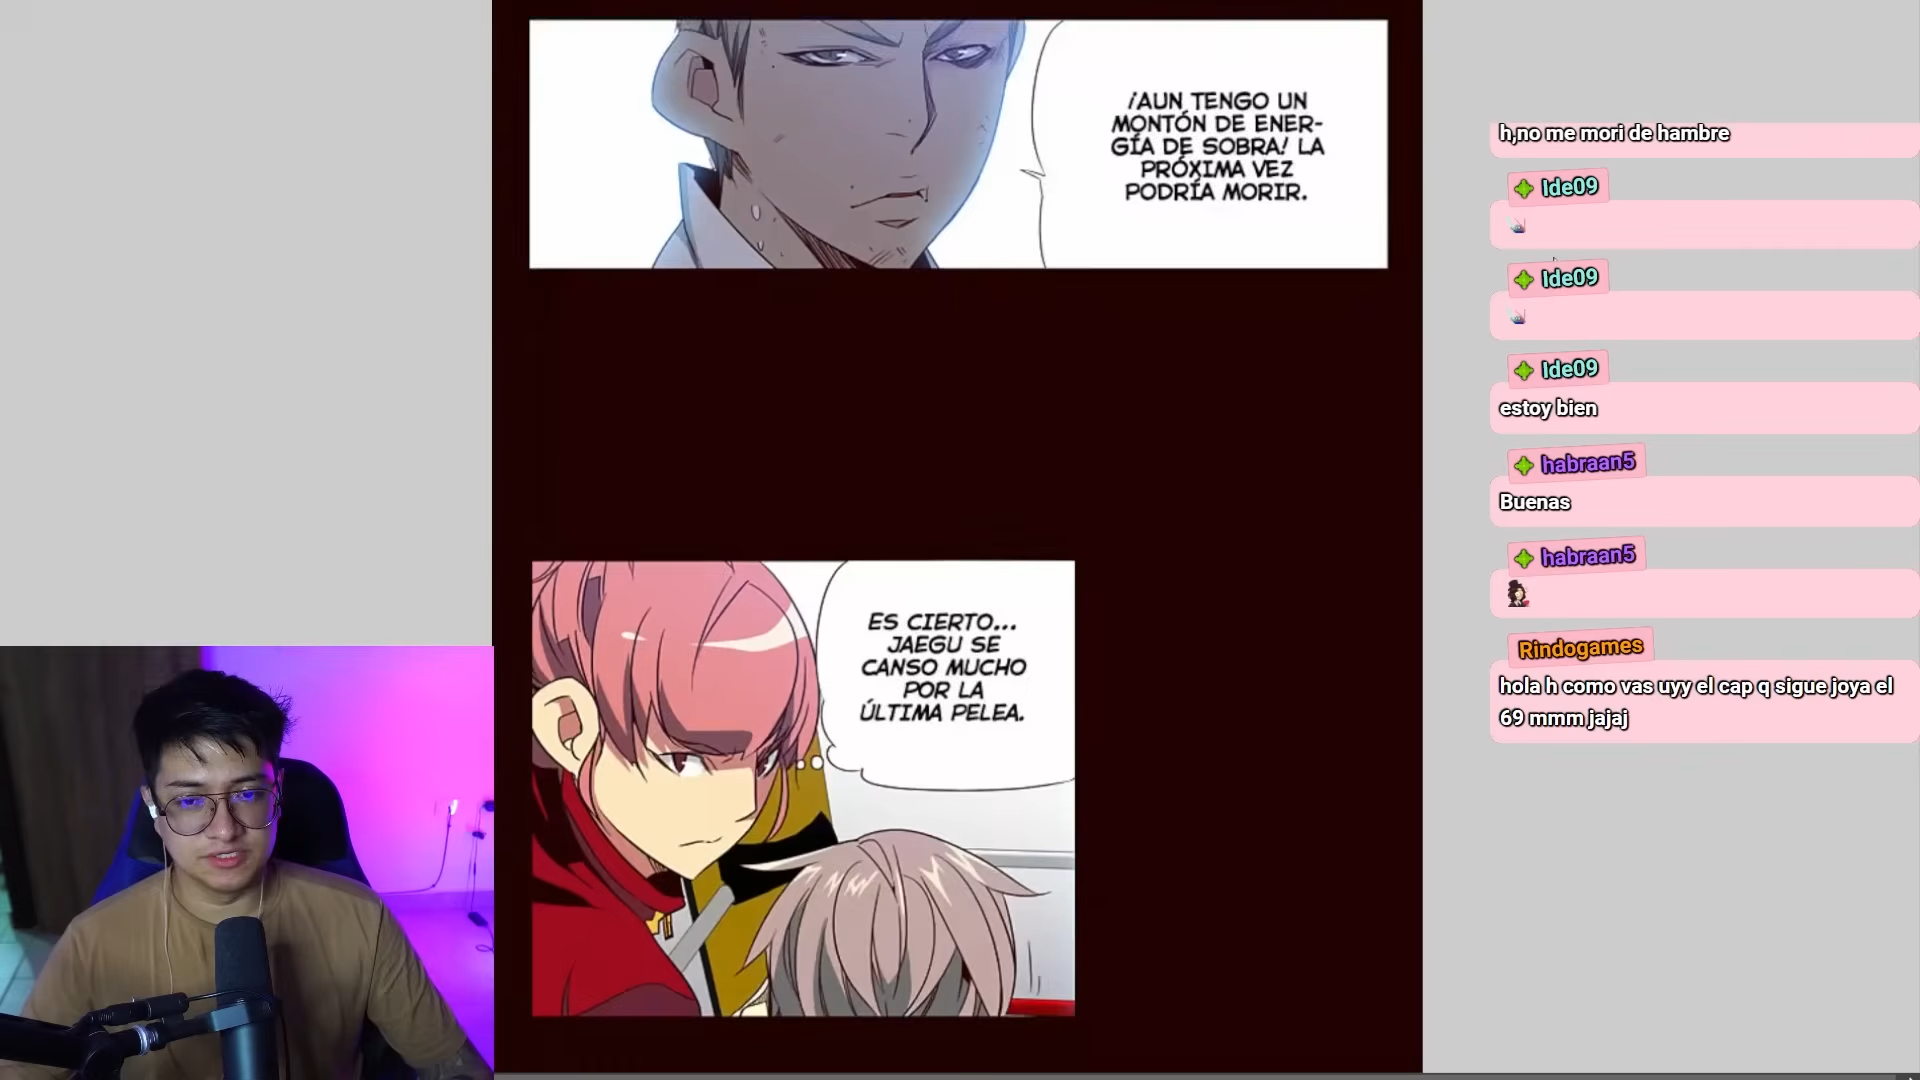 ¡AUN TENGO UN
MONTÓN DE ENER-
GÍA DE SOBRA! LA
PRÓXIMA VEZ
PODRÍA MORIR.
ES CIERTO...
JAEGU SE
CANSO MUCHO
POR LA
ÚLTIMA PELEA.
h,no me mori de hambre
Ide09
Ide09
Ide09
estoy bien
habraan5
Buenas
habraan5
Rindogames
hola h como vas uyy el cap q sigue joya el
69 mmm jajaj